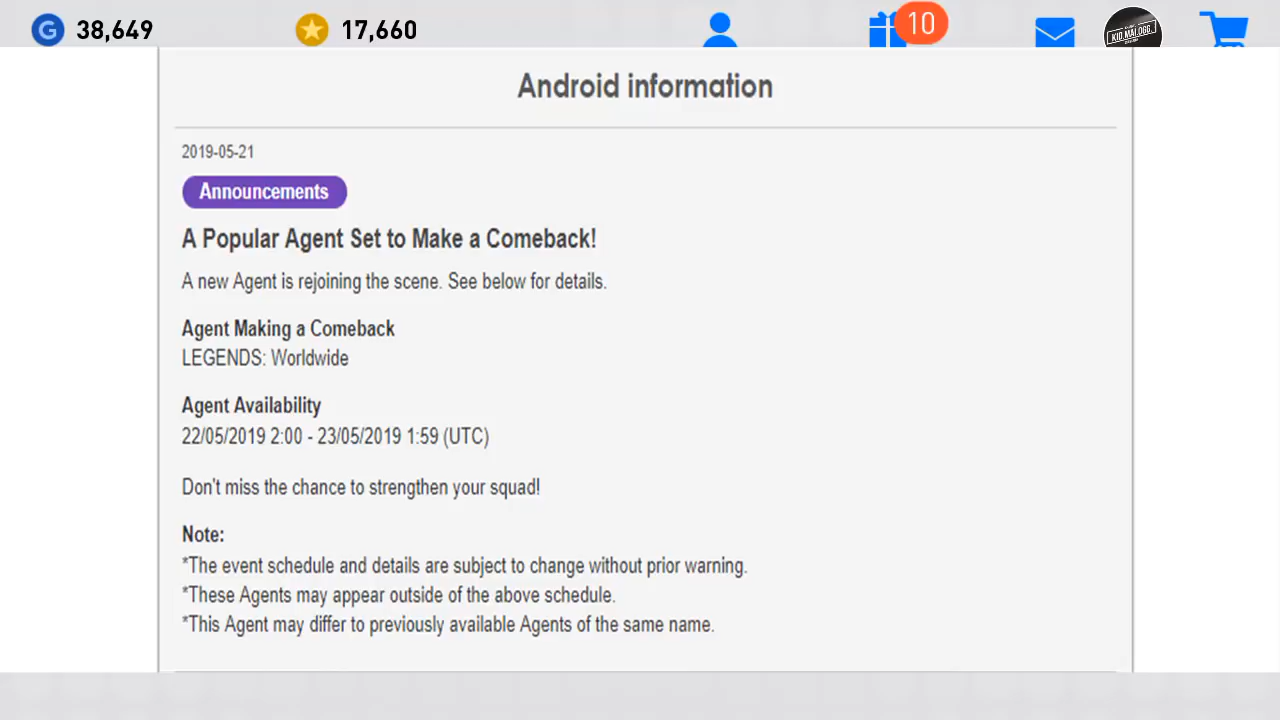 G 38,649 17,660 10
KID MALOGG
Android information
2019-05-21
Announcements
A Popular Agent Set to Make a Comeback!
A new Agent is rejoining the scene. See below for details.
Agent Making a Comeback
LEGENDS: Worldwide
Agent Availability
22/05/2019 2:00 - 23/05/2019 1:59 (UTC)
Don't miss the chance to strengthen your squad!
Note:
*The event schedule and details are subject to change without prior warning.
*These Agents may appear outside of the above schedule.
*This Agent may differ to previously available Agents of the same name.